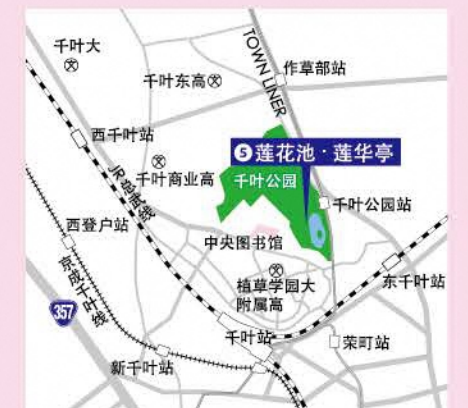 千叶大
千叶东高
TOWN LINER
作草部站
西千叶站
JR总武线
千叶商业高
❺莲花池·莲华亭
千叶公园
千叶公园站
西登户站
中央图书馆
京成千叶线
植草学园大
附属高
东千叶站
357
千叶站
荣町站
新千叶站